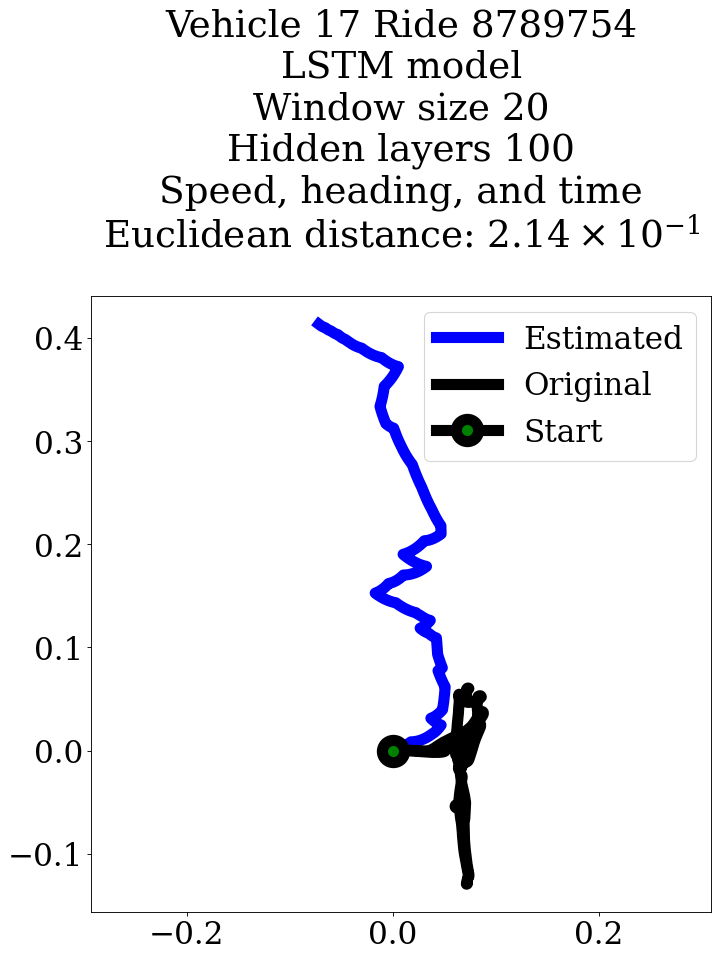 Vehicle 17 Ride 8789754
LSTM model
Window size 20
Hidden layers 100
Speed, heading, and time
Euclidean distance: 2.14 × 10⁻¹
Estimated
Original
Start
0.4
0.3
0.2
0.1
0.0
−0.1
−0.2
0.0
0.2